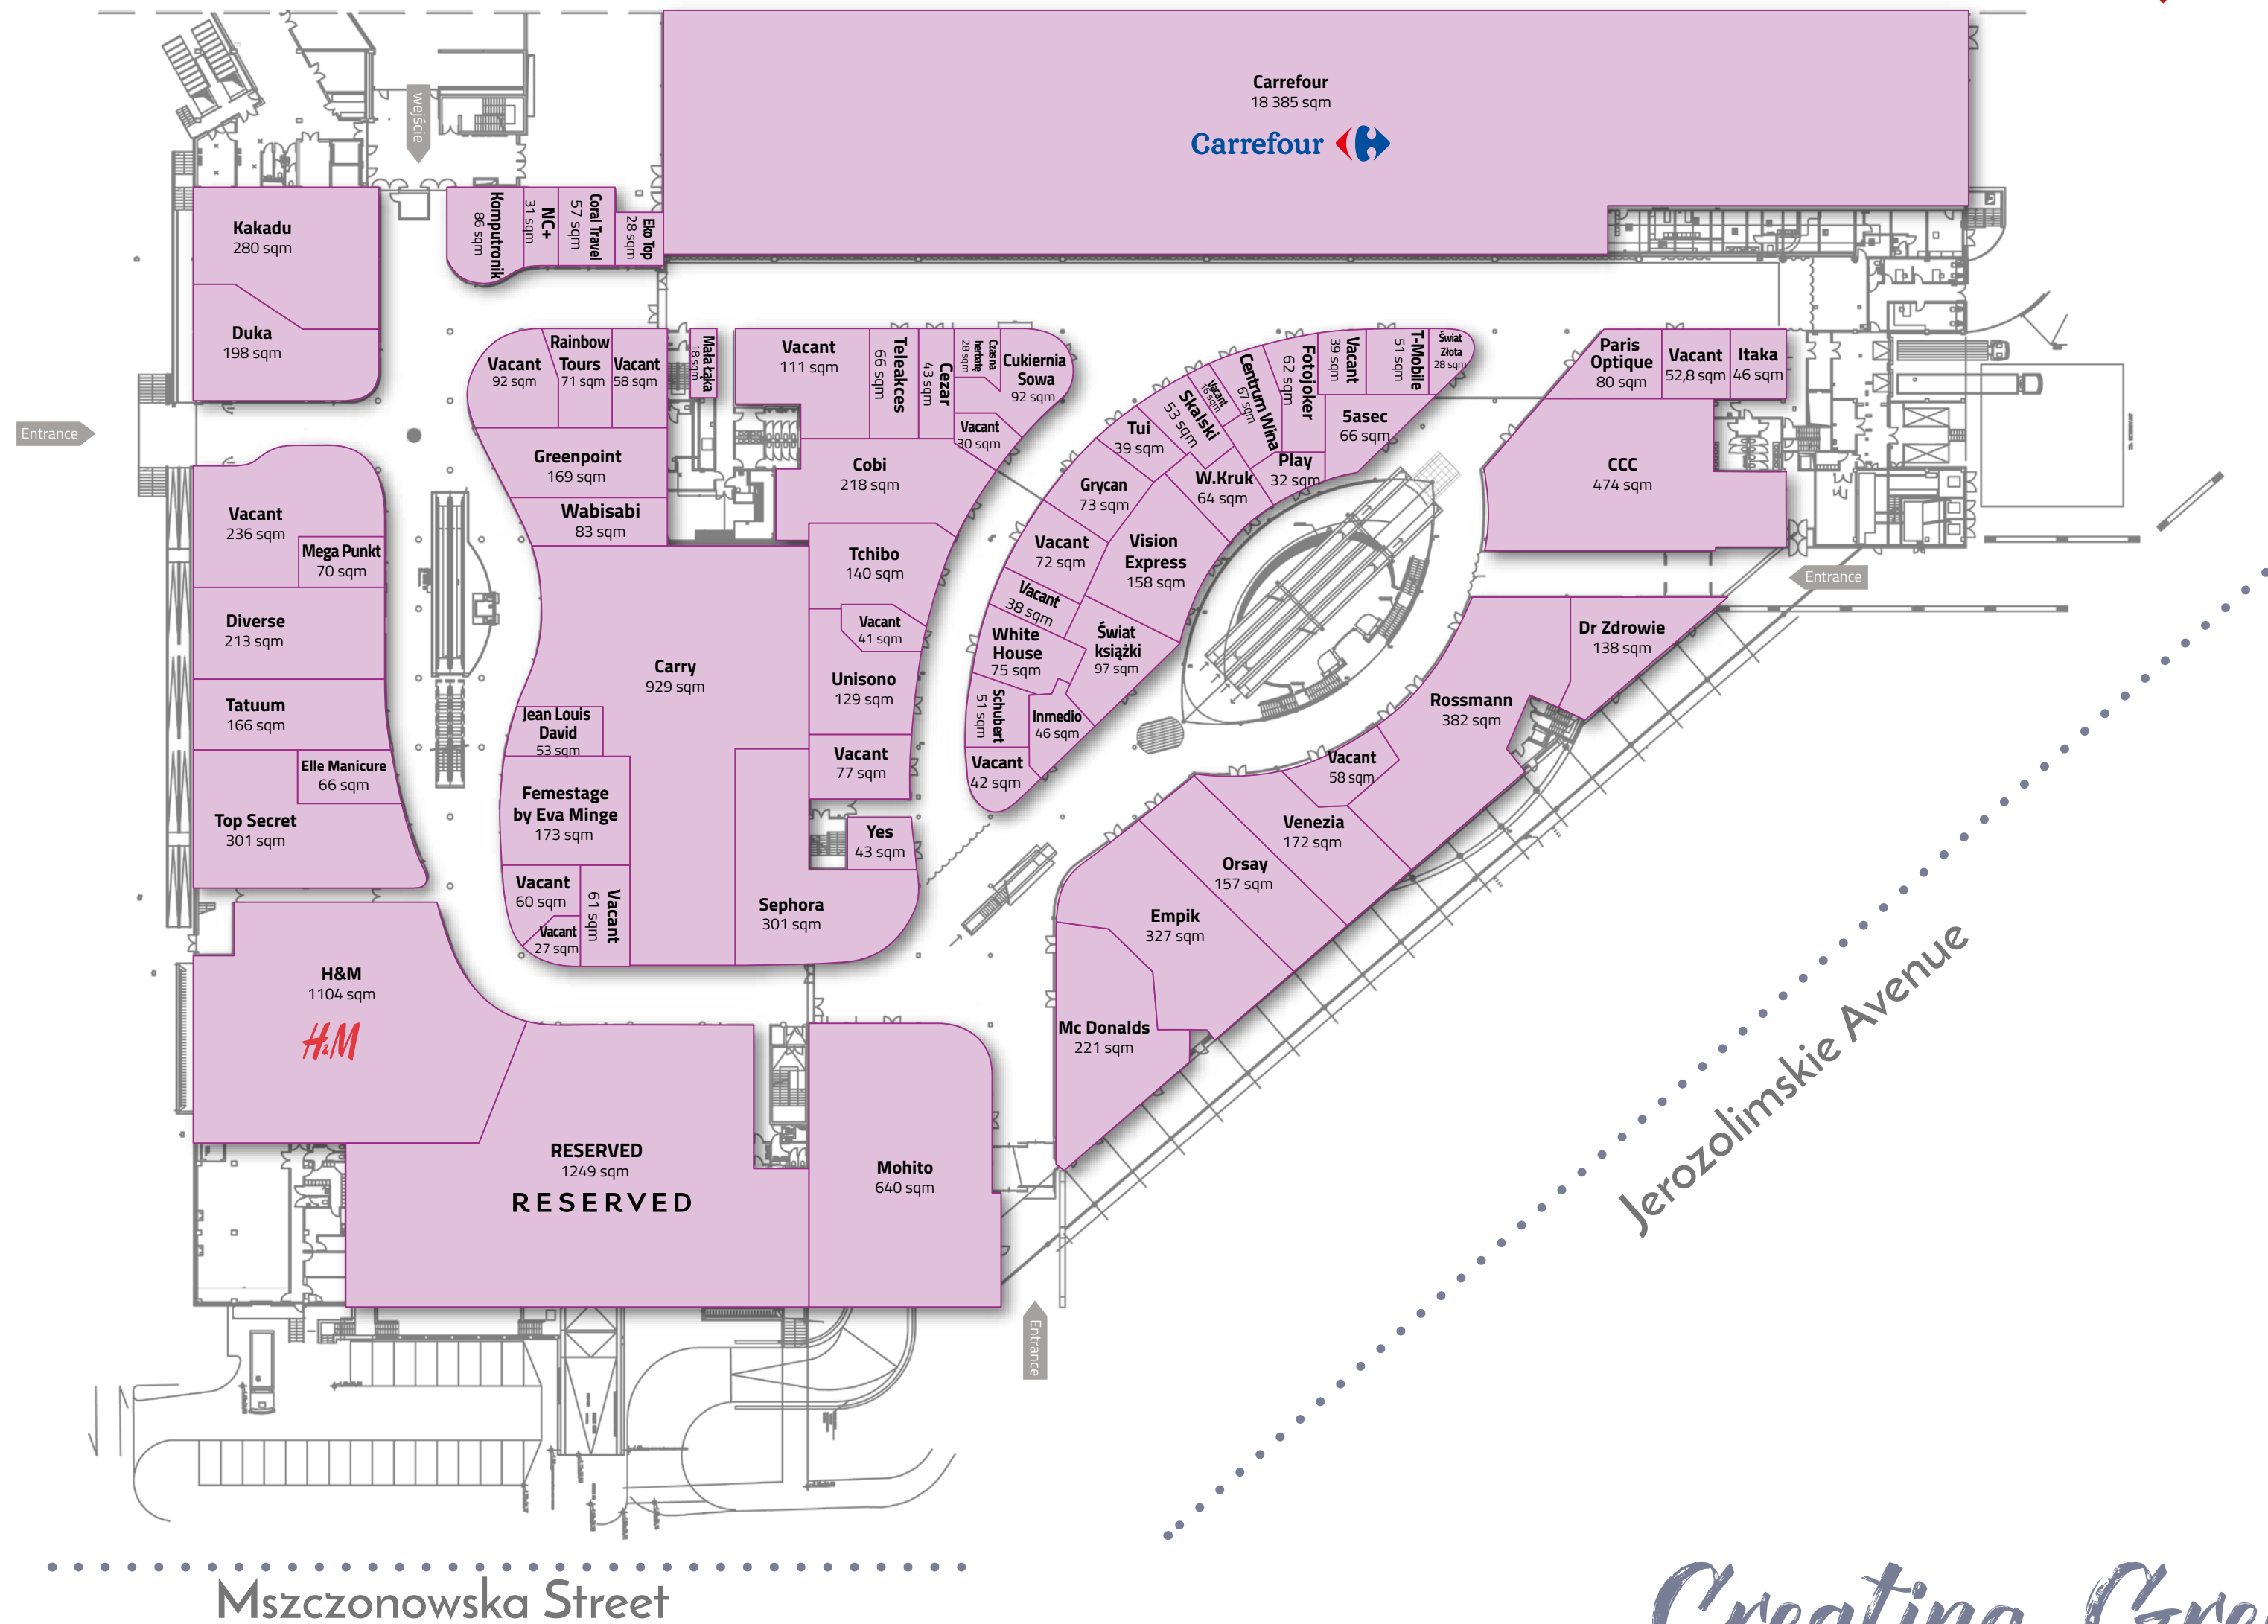 Carrefour
18 385 sqm
Carrefour
wejście
Kakadu
280 sqm
Duka
198 sqm
Komputronik
86 sqm
NC+
31 sqm
Coral Travel
57 sqm
Eko Top
28 sqm
Entrance
Vacant
92 sqm
Rainbow
Tours
71 sqm
Vacant
58 sqm
Mała Łąka
18 sqm
Greenpoint
169 sqm
Wabisabi
83 sqm
Vacant
111 sqm
Teleakces
66 sqm
Cezar
43 sqm
Czas na
herbatę
28 sqm
Cukiernia
Sowa
92 sqm
Vacant
30 sqm
Cobi
218 sqm
Tchibo
140 sqm
Vacant
41 sqm
Unisono
129 sqm
Vacant
77 sqm
Yes
43 sqm
Sephora
301 sqm
Carry
929 sqm
Jean Louis
David
53 sqm
Femestage
by Eva Minge
173 sqm
Vacant
60 sqm
Vacant
61 sqm
Vacant
27 sqm
Vacant
236 sqm
Mega Punkt
70 sqm
Diverse
213 sqm
Tatuum
166 sqm
Elle Manicure
66 sqm
Top Secret
301 sqm
H&M
1104 sqm
H&M
RESERVED
1249 sqm
RESERVED
Mohito
640 sqm
Tui
39 sqm
Skalski
53 sqm
Vacant
16 sqm
Centrum Wina
67 sqm
Fotojoker
62 sqm
Vacant
39 sqm
T-Mobile
51 sqm
Świat
Złota
28 sqm
5asec
66 sqm
Play
32 sqm
W.Kruk
64 sqm
Grycan
73 sqm
Vacant
72 sqm
Vision
Express
158 sqm
Vacant
38 sqm
White
House
75 sqm
Świat
książki
97 sqm
Schubert
51 sqm
Inmedio
46 sqm
Vacant
42 sqm
Paris
Optique
80 sqm
Vacant
52,8 sqm
Itaka
46 sqm
CCC
474 sqm
Entrance
Dr Zdrowie
138 sqm
Rossmann
382 sqm
Vacant
58 sqm
Venezia
172 sqm
Orsay
157 sqm
Empik
327 sqm
Mc Donalds
221 sqm
Entrance
Jerozolimskie Avenue
Mszczonowska Street
Creating Gre